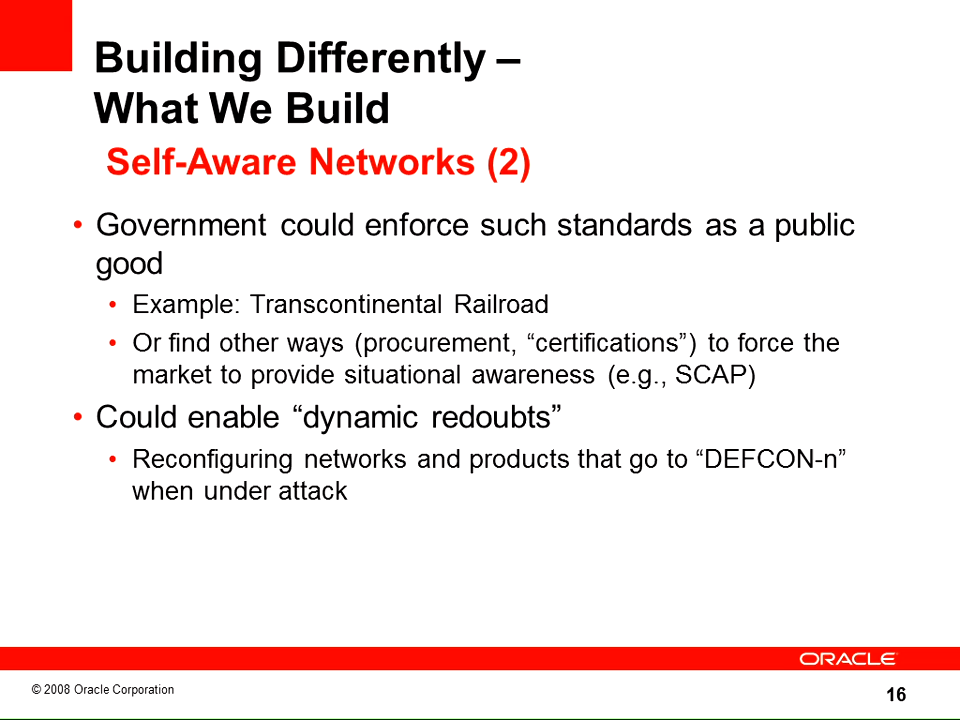 Building Differently –
What We Build
Self-Aware Networks (2)
• Government could enforce such standards as a public
good
• Example: Transcontinental Railroad
• Or find other ways (procurement, “certifications”) to force the
market to provide situational awareness (e.g., SCAP)
• Could enable “dynamic redoubts”
• Reconfiguring networks and products that go to “DEFCON-n”
when under attack
ORACLE
© 2008 Oracle Corporation
16